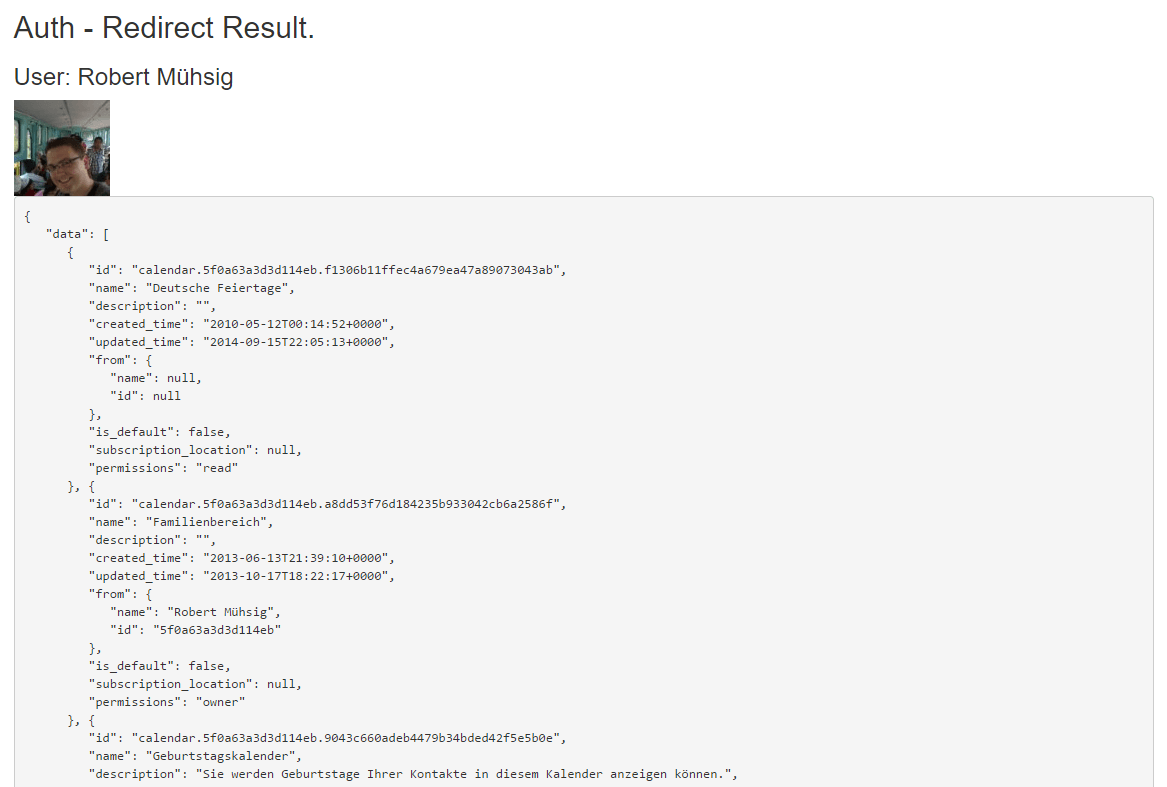 Auth - Redirect Result.
User: Robert Mühsig
{
"data": [
{
"id": "calendar.5f0a63a3d3d114eb.f1306b11ffec4a679ea47a89073043ab",
"name": "Deutsche Feiertage",
"description": "",
"created_time": "2010-05-12T00:14:52+0000",
"updated_time": "2014-09-15T22:05:13+0000",
"from": {
"name": null,
"id": null
},
"is_default": false,
"subscription_location": null,
"permissions": "read"
}, {
"id": "calendar.5f0a63a3d3d114eb.a8dd53f76d184235b933042cb6a2586f",
"name": "Familienbereich",
"description": "",
"created_time": "2013-06-13T21:39:10+0000",
"updated_time": "2013-10-17T18:22:17+0000",
"from": {
"name": "Robert Mühsig",
"id": "5f0a63a3d3d114eb"
},
"is_default": false,
"subscription_location": null,
"permissions": "owner"
}, {
"id": "calendar.5f0a63a3d3d114eb.9043c660adeb4479b34bded42f5e5b0e",
"name": "Geburtstagskalender",
"description": "Sie werden Geburtstage Ihrer Kontakte in diesem Kalender anzeigen können.",